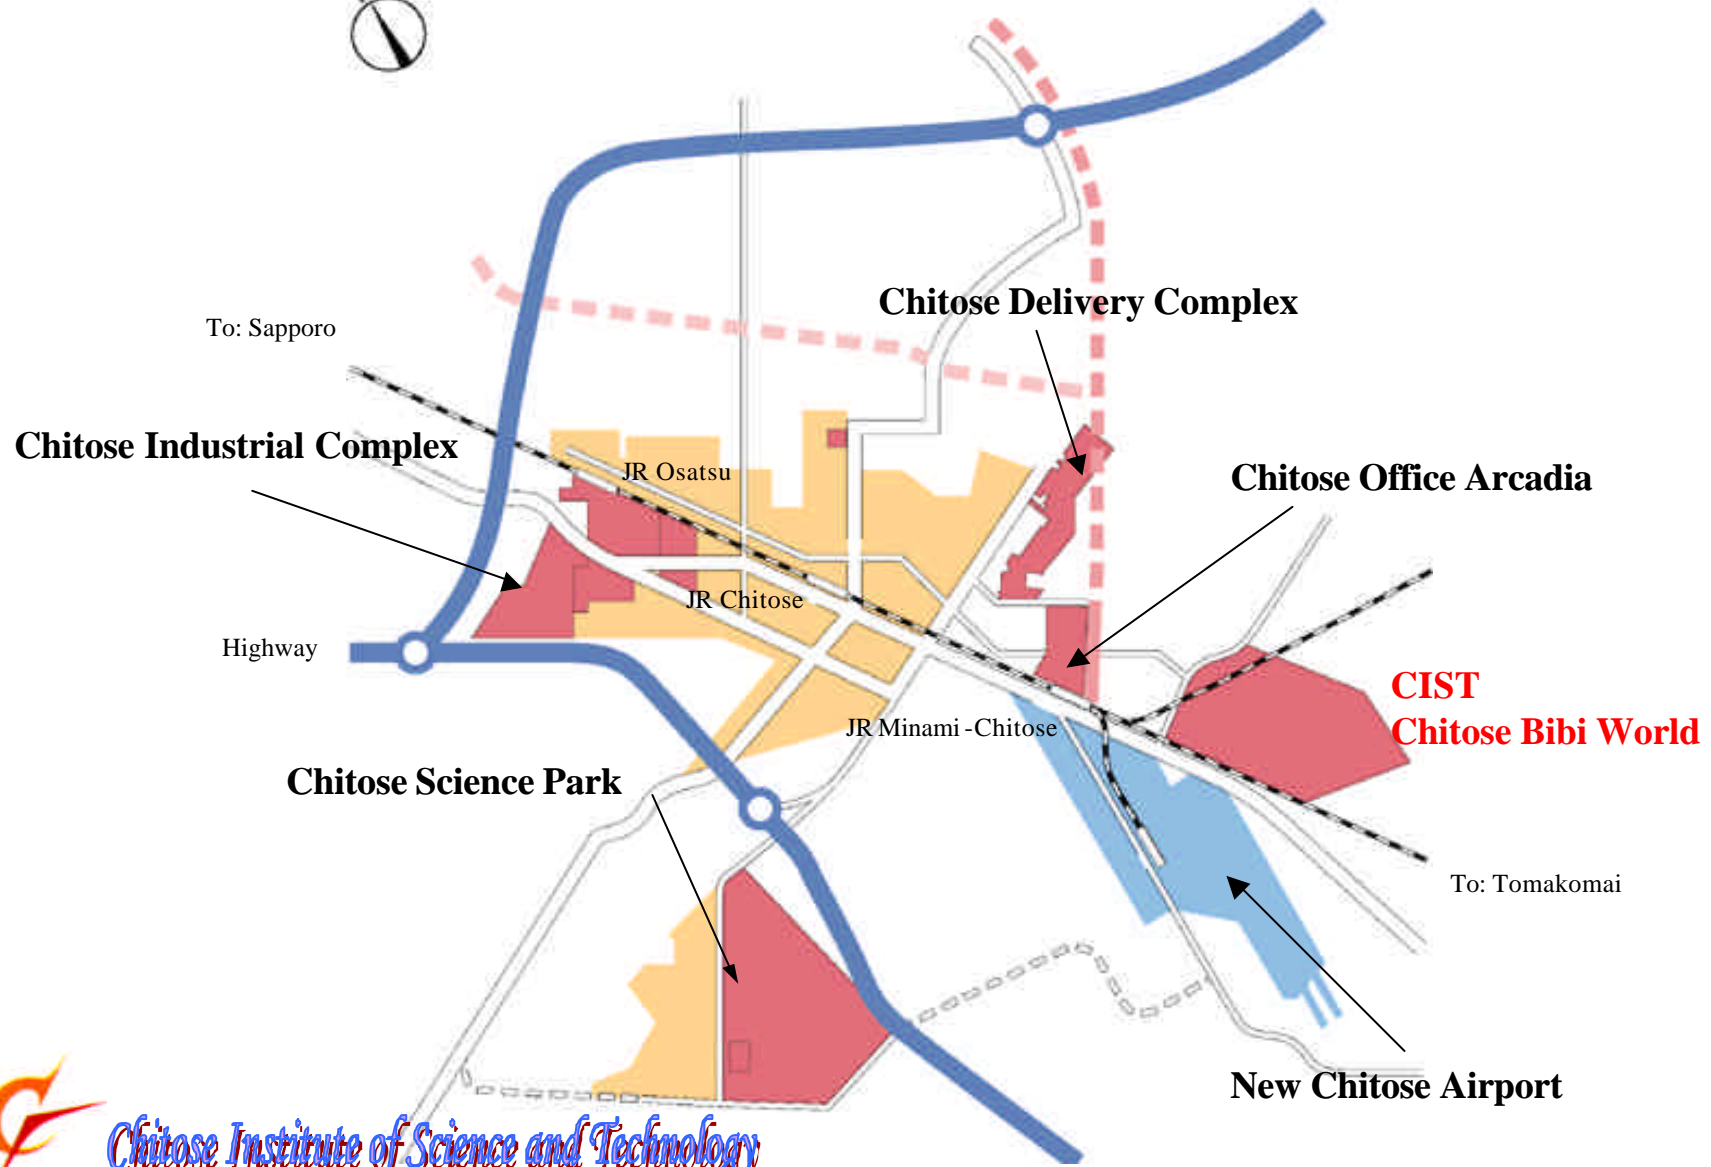 Chitose Delivery Complex
To: Sapporo
Chitose Industrial Complex
JR Osatsu
Chitose Office Arcadia
JR Chitose
Highway
CIST
Chitose Bibi World
JR Minami-Chitose
Chitose Science Park
To: Tomakomai
New Chitose Airport
Chitose Institute of Science and Technology